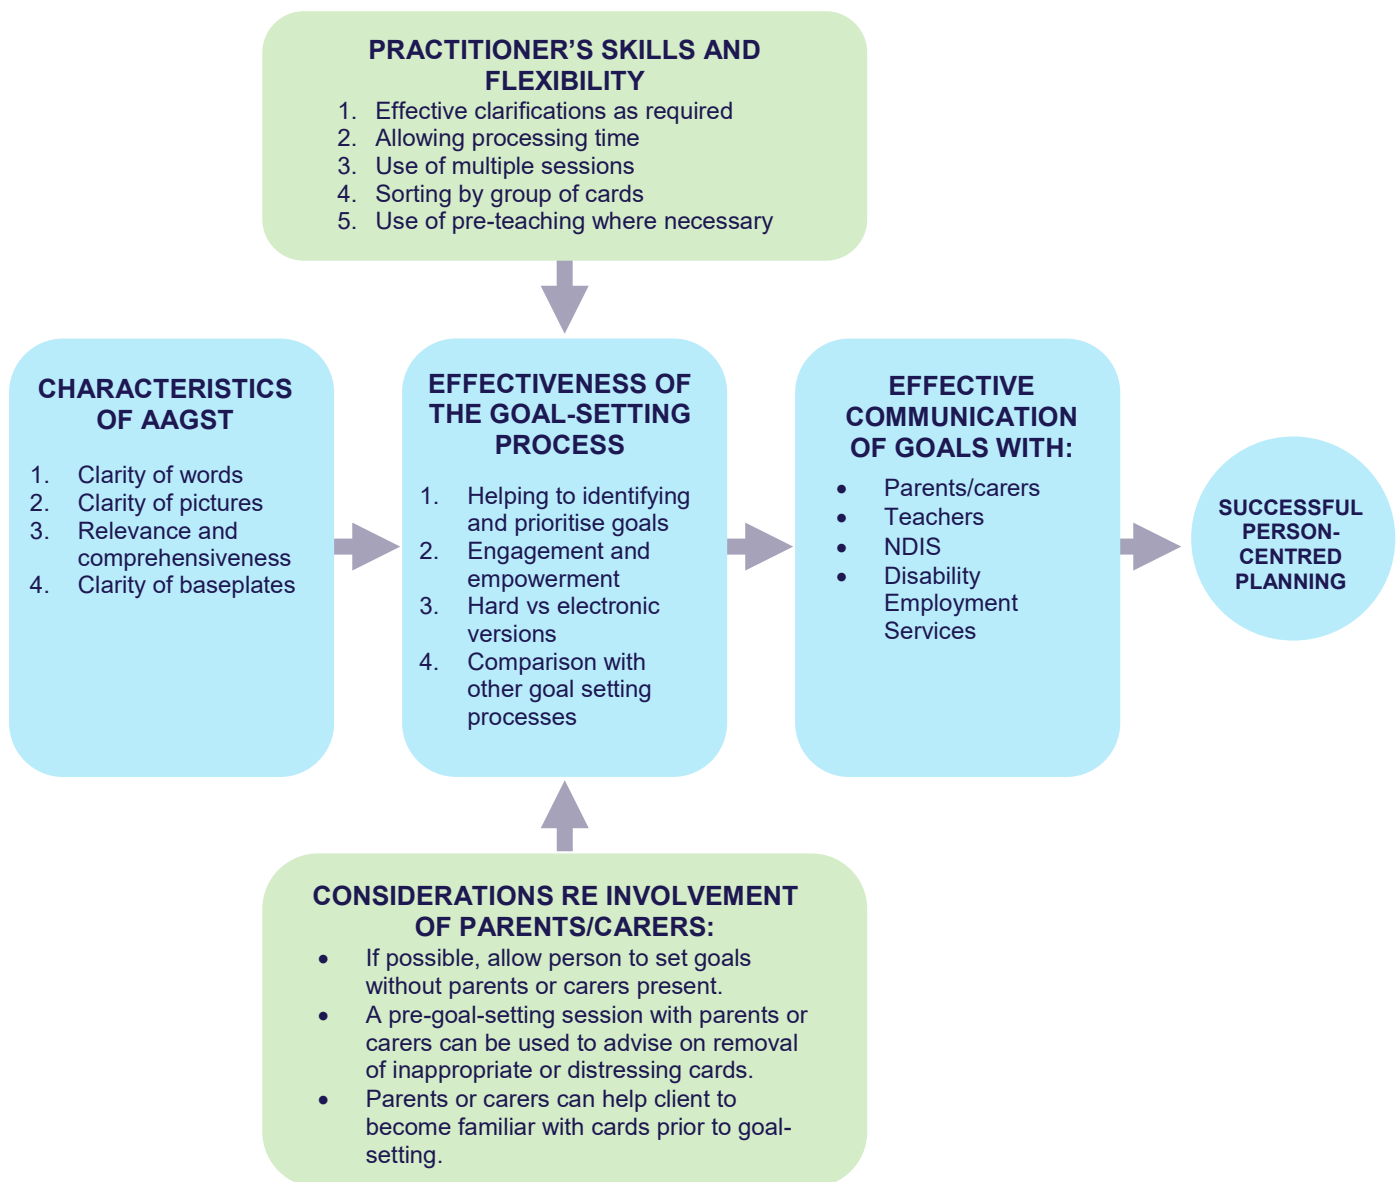 PRACTITIONER’S SKILLS AND
FLEXIBILITY
1. Effective clarifications as required
2. Allowing processing time
3. Use of multiple sessions
4. Sorting by group of cards
5. Use of pre-teaching where necessary
CHARACTERISTICS
OF AAGST
1. Clarity of words
2. Clarity of pictures
3. Relevance and
comprehensiveness
4. Clarity of baseplates
EFFECTIVENESS OF
THE GOAL-SETTING
PROCESS
1. Helping to identifying
and prioritise goals
2. Engagement and
empowerment
3. Hard vs electronic
versions
4. Comparison with
other goal setting
processes
EFFECTIVE
COMMUNICATION
OF GOALS WITH:
• Parents/carers
• Teachers
• NDIS
• Disability
Employment
Services
SUCCESSFUL
PERSON-
CENTRED
PLANNING
CONSIDERATIONS RE INVOLVEMENT
OF PARENTS/CARERS:
• If possible, allow person to set goals
without parents or carers present.
• A pre-goal-setting session with parents or
carers can be used to advise on removal
of inappropriate or distressing cards.
• Parents or carers can help client to
become familiar with cards prior to goal-
setting.